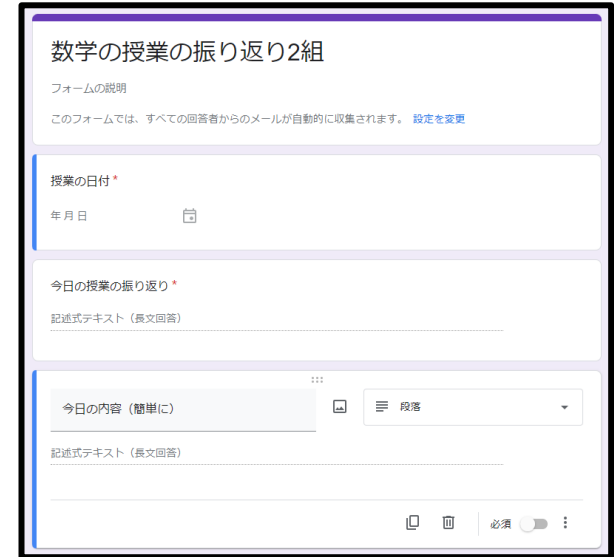 数学の授業の振り返り2組
フォームの説明
このフォームでは、すべての回答者からのメールが自動的に収集されます。 設定を変更
授業の日付 *
年月日
今日の授業の振り返り *
記述式テキスト（長文回答）
今日の内容（簡単に） 段落
記述式テキスト（長文回答）
必須